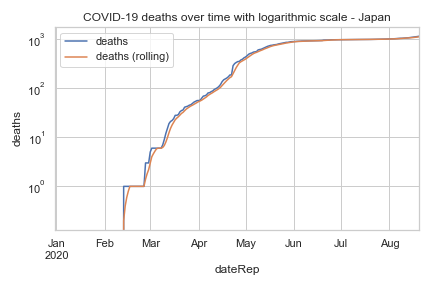 COVID-19 deaths over time with logarithmic scale - Japan
deaths
deaths (rolling)
10³
10²
10¹
10⁰
deaths
Jan
2020
Feb
Mar
Apr
May
Jun
Jul
Aug
dateRep